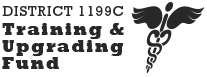 DISTRICT 1199C
Training &
Upgrading
Fund